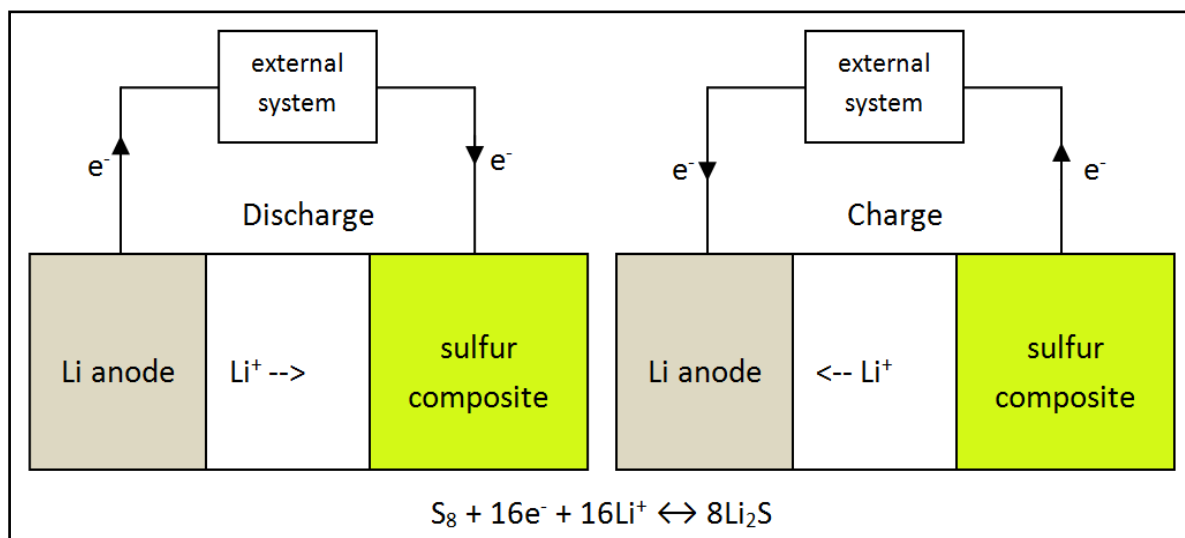 external
system
e⁻
e⁻
Discharge
Li anode
Li⁺ -->
sulfur
composite
external
system
e⁻
e⁻
Charge
Li anode
<-- Li⁺
sulfur
composite
S₈ + 16e⁻ + 16Li⁺ ↔ 8Li₂S